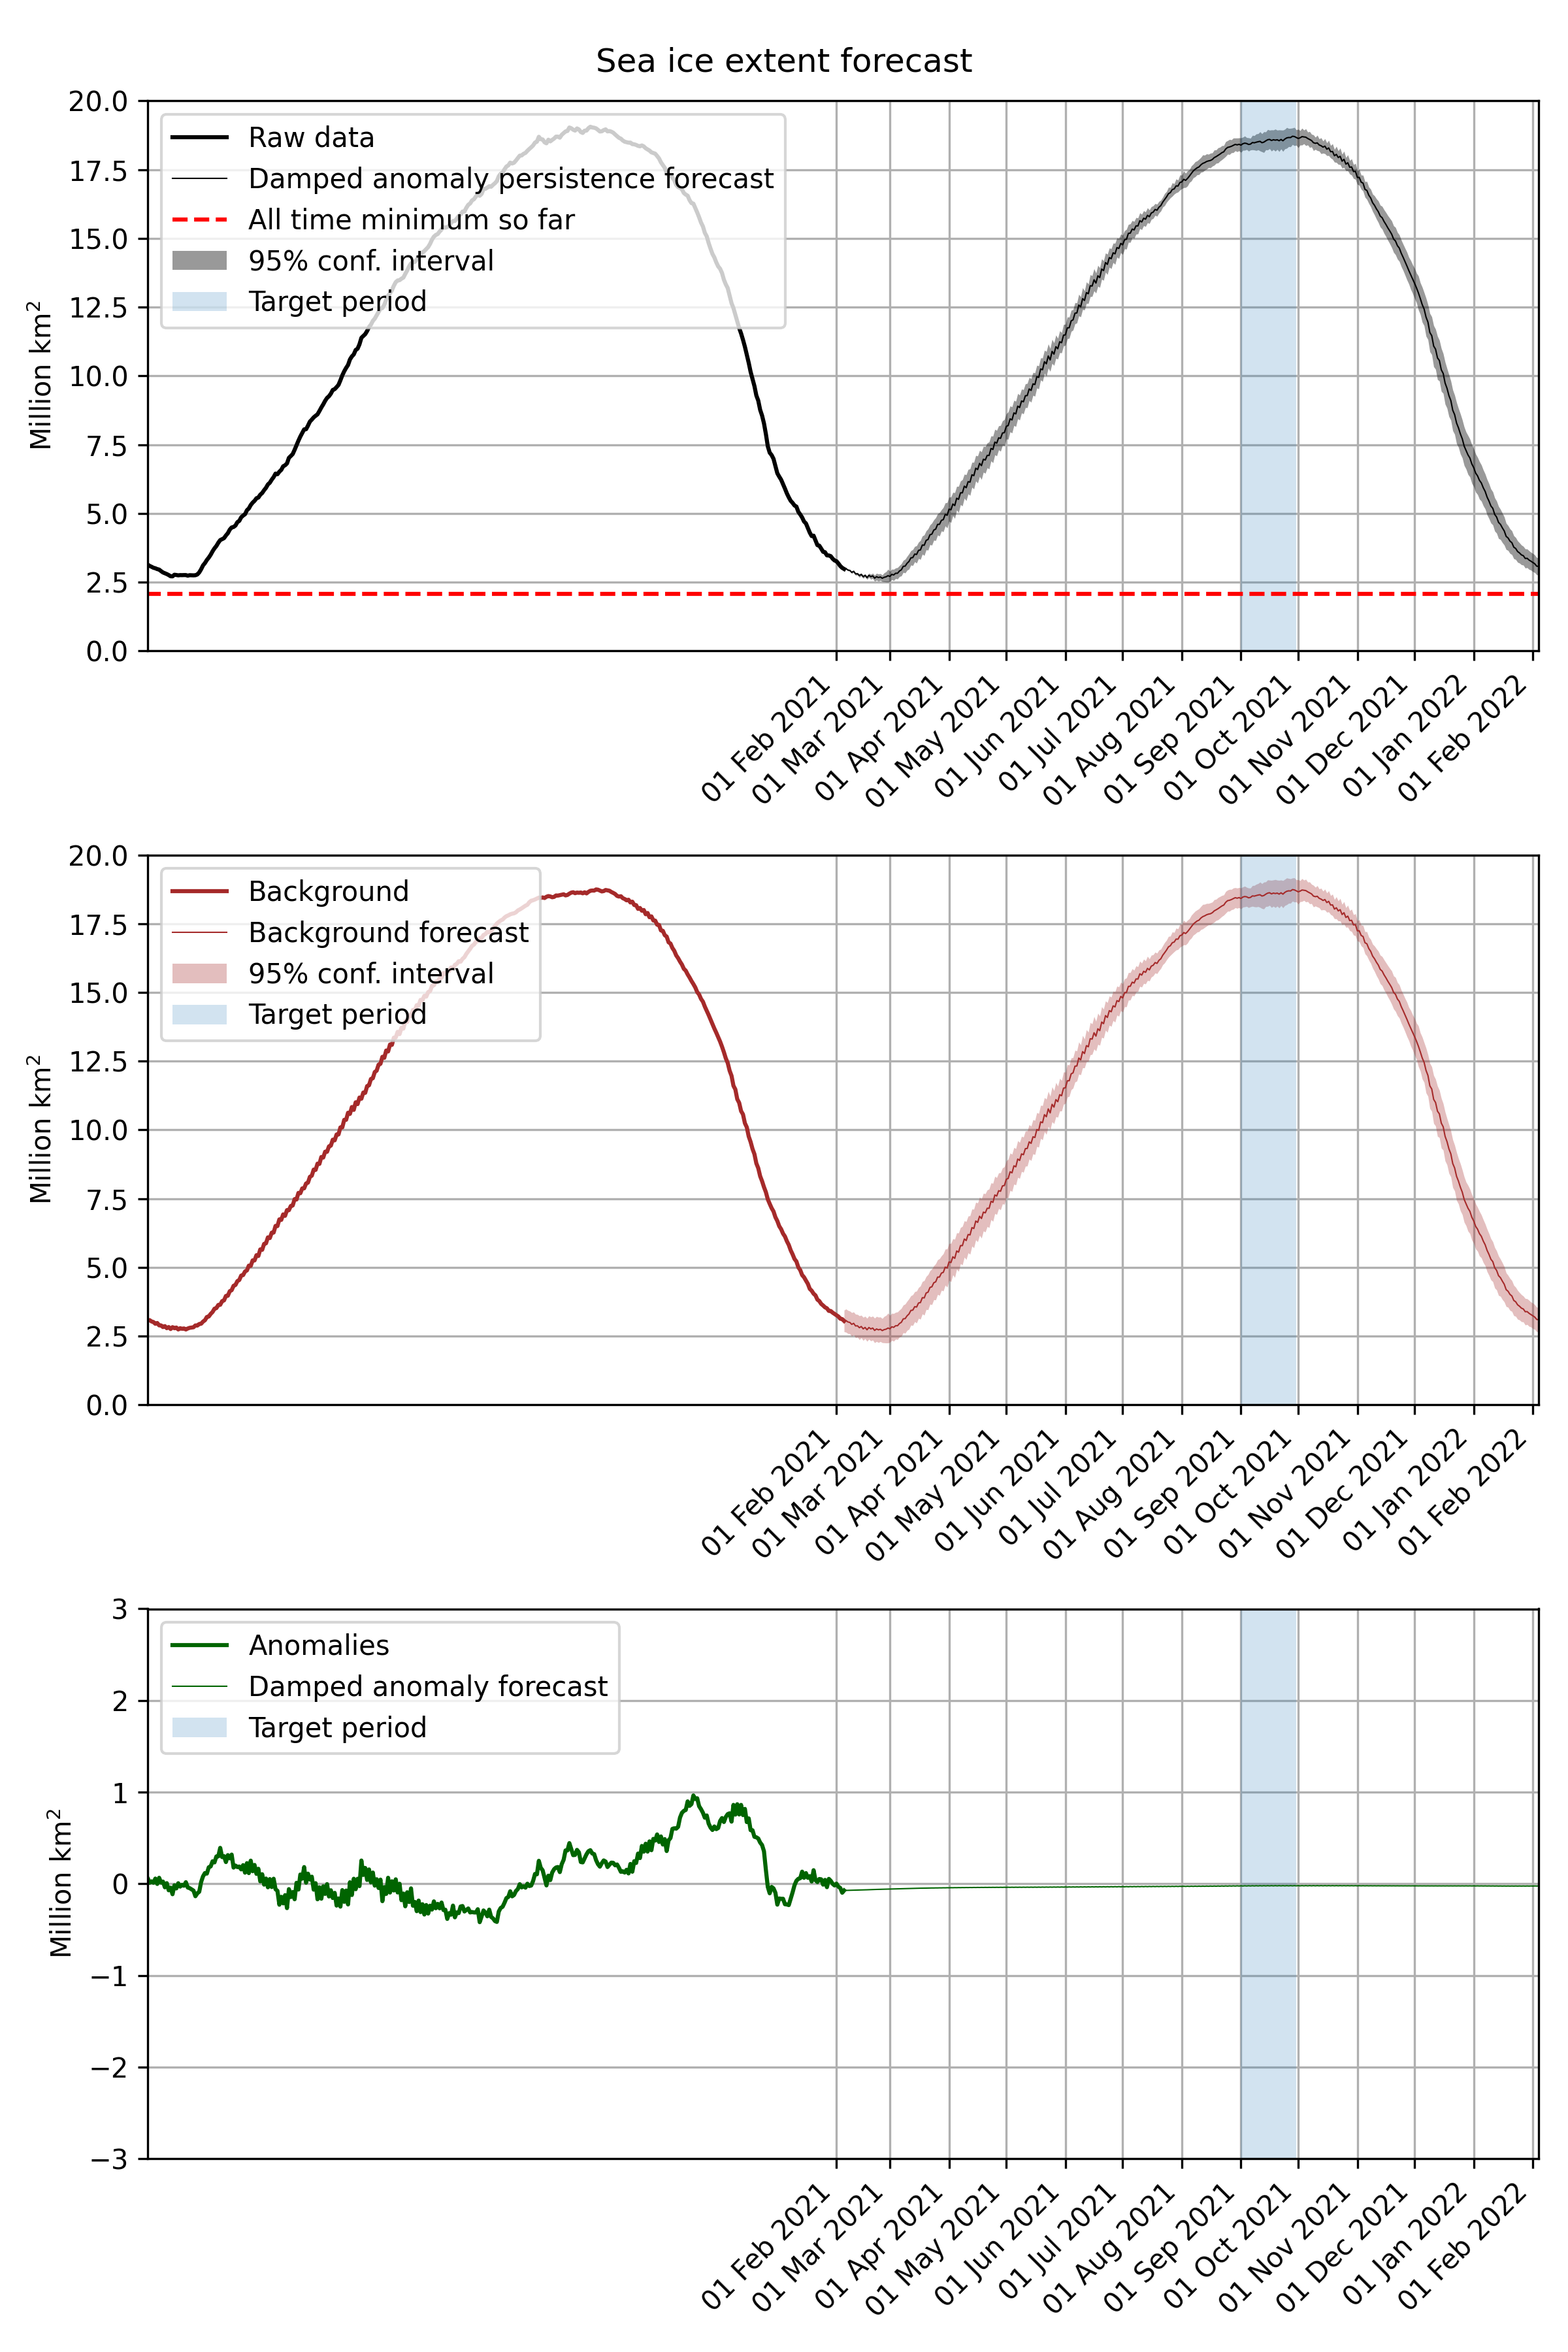 Sea ice extent forecast
20.0
17.5
15.0
12.5
10.0
7.5
5.0
2.5
0.0
Million km²
Raw data
Damped anomaly persistence forecast
All time minimum so far
95% conf. interval
Target period
01 Feb 2021
01 Mar 2021
01 Apr 2021
01 May 2021
01 Jun 2021
01 Jul 2021
01 Aug 2021
01 Sep 2021
01 Oct 2021
01 Nov 2021
01 Dec 2021
01 Jan 2022
01 Feb 2022
20.0
17.5
15.0
12.5
10.0
7.5
5.0
2.5
0.0
Million km²
Background
Background forecast
95% conf. interval
Target period
01 Feb 2021
01 Mar 2021
01 Apr 2021
01 May 2021
01 Jun 2021
01 Jul 2021
01 Aug 2021
01 Sep 2021
01 Oct 2021
01 Nov 2021
01 Dec 2021
01 Jan 2022
01 Feb 2022
3
2
1
0
−1
−2
−3
Million km²
Anomalies
Damped anomaly forecast
Target period
01 Feb 2021
01 Mar 2021
01 Apr 2021
01 May 2021
01 Jun 2021
01 Jul 2021
01 Aug 2021
01 Sep 2021
01 Oct 2021
01 Nov 2021
01 Dec 2021
01 Jan 2022
01 Feb 2022